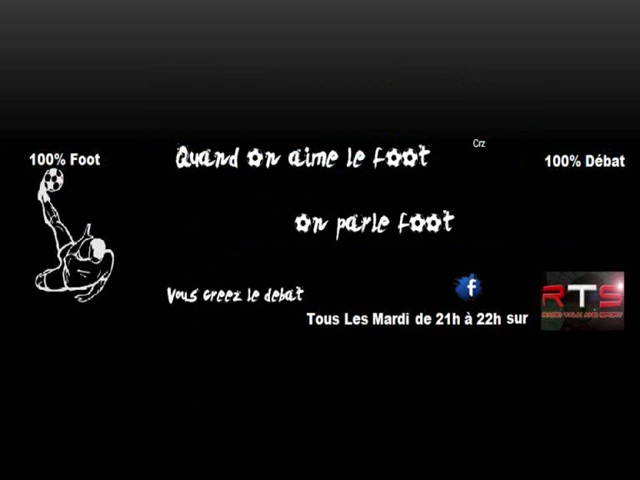 Crz
100% Foot
Quand on aime le foot
100% Débat
on parle foot
Vous creez le debat
f
RTS
Tous Les Mardi de 21h à 22h sur